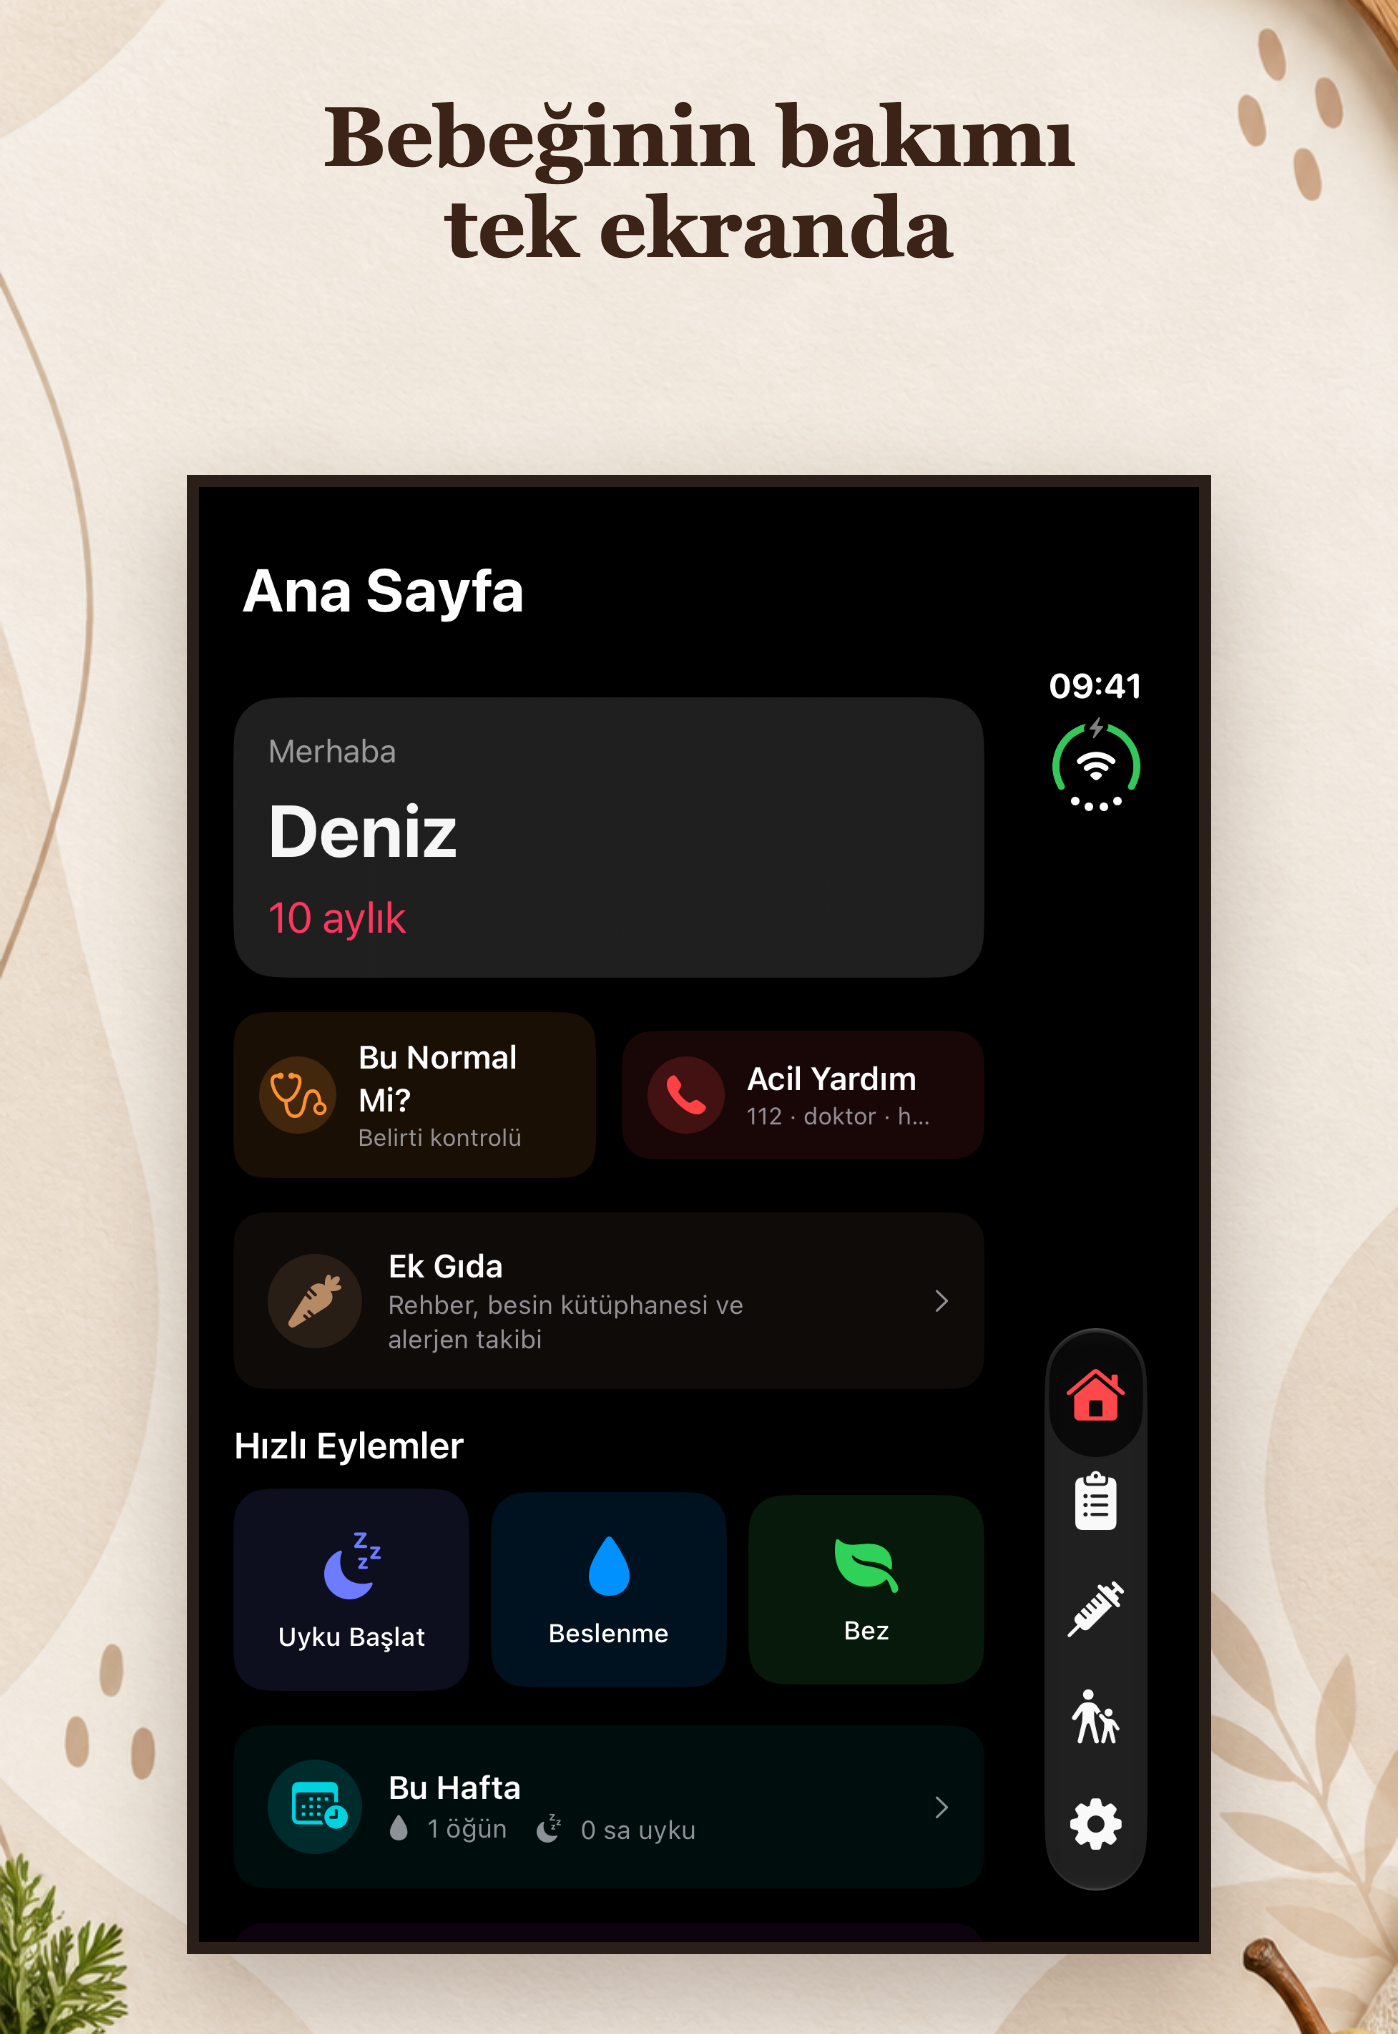 Bebeğinin bakımı
tek ekranda
Ana Sayfa
09:41
Merhaba
Deniz
10 aylık
Bu Normal
Mi?
Belirti kontrolü
Acil Yardım
112 · doktor · h...
Ek Gıda
Rehber, besin kütüphanesi ve
alerjen takibi
Hızlı Eylemler
Uyku Başlat
Beslenme
Bez
Bu Hafta
1 öğün 0 sa uyku